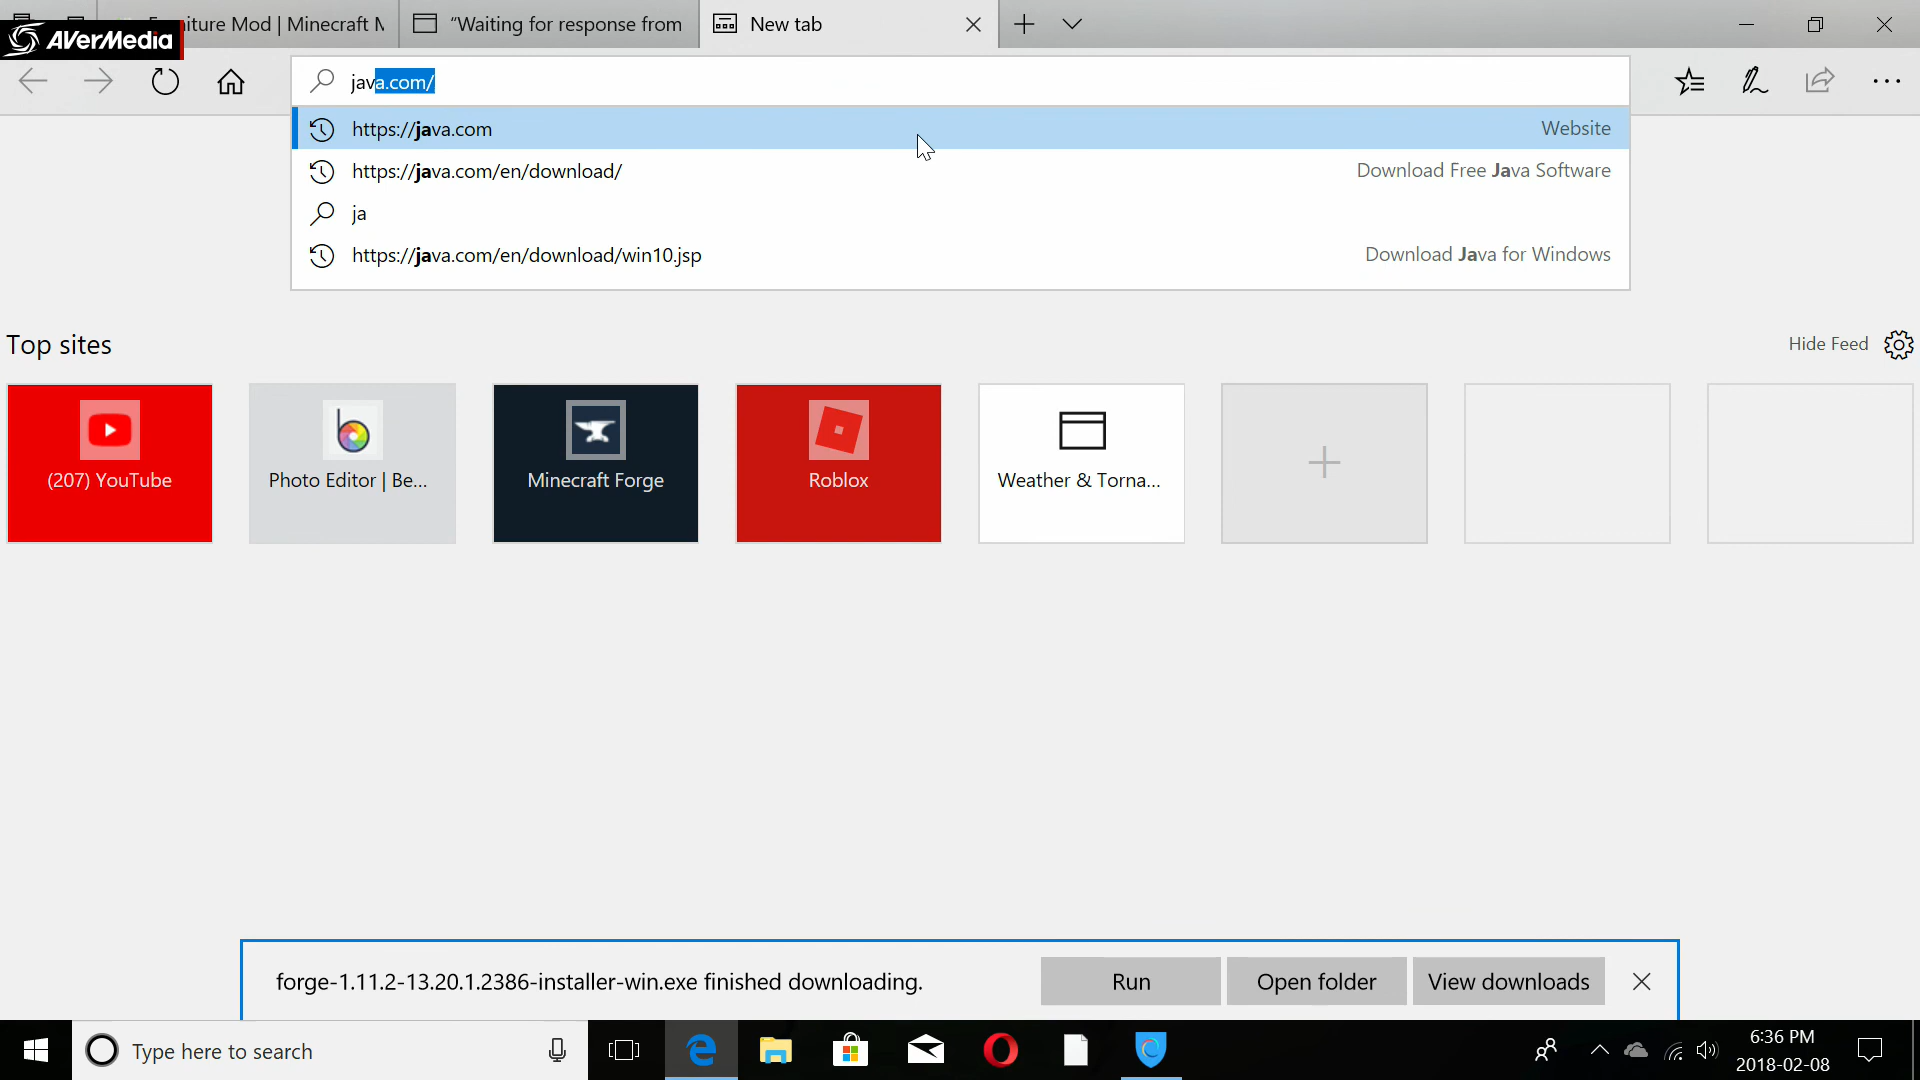 AVerMedia
iture Mod | Minecraft M
"Waiting for response from
New tab
java.com/
https://java.com Website
https://java.com/en/download/ Download Free Java Software
ja
https://java.com/en/download/win10.jsp Download Java for Windows
Top sites
Hide Feed
(207) YouTube
Photo Editor | Be...
Minecraft Forge
Roblox
Weather & Torna...
forge-1.11.2-13.20.1.2386-installer-win.exe finished downloading.
Run
Open folder
View downloads
Type here to search
6:36 PM
2018-02-08